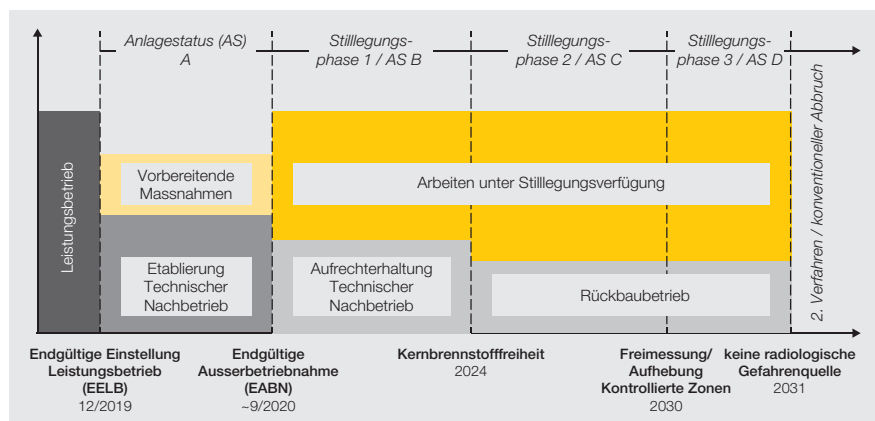 Anlagestatus (AS)
A
Stilllegungs-
phase 1 / AS B
Stilllegungs-
phase 2 / AS C
Stilllegungs-
phase 3 / AS D
Leistungsbetrieb
Vorbereitende
Massnahmen
Arbeiten unter Stilllegungsverfügung
Etablierung
Technischer
Nachbetrieb
Aufrechterhaltung
Technischer
Nachbetrieb
Rückbaubetrieb
2. Verfahren / konventioneller Abbruch
Endgültige Einstellung
Leistungsbetrieb
(EELB)
12/2019
Endgültige
Ausserbetriebnahme
(EABN)
~9/2020
Kernbrennstofffreiheit
2024
Freimessung/
Aufhebung
Kontrollierte Zonen
2030
keine radiologische
Gefahrenquelle
2031